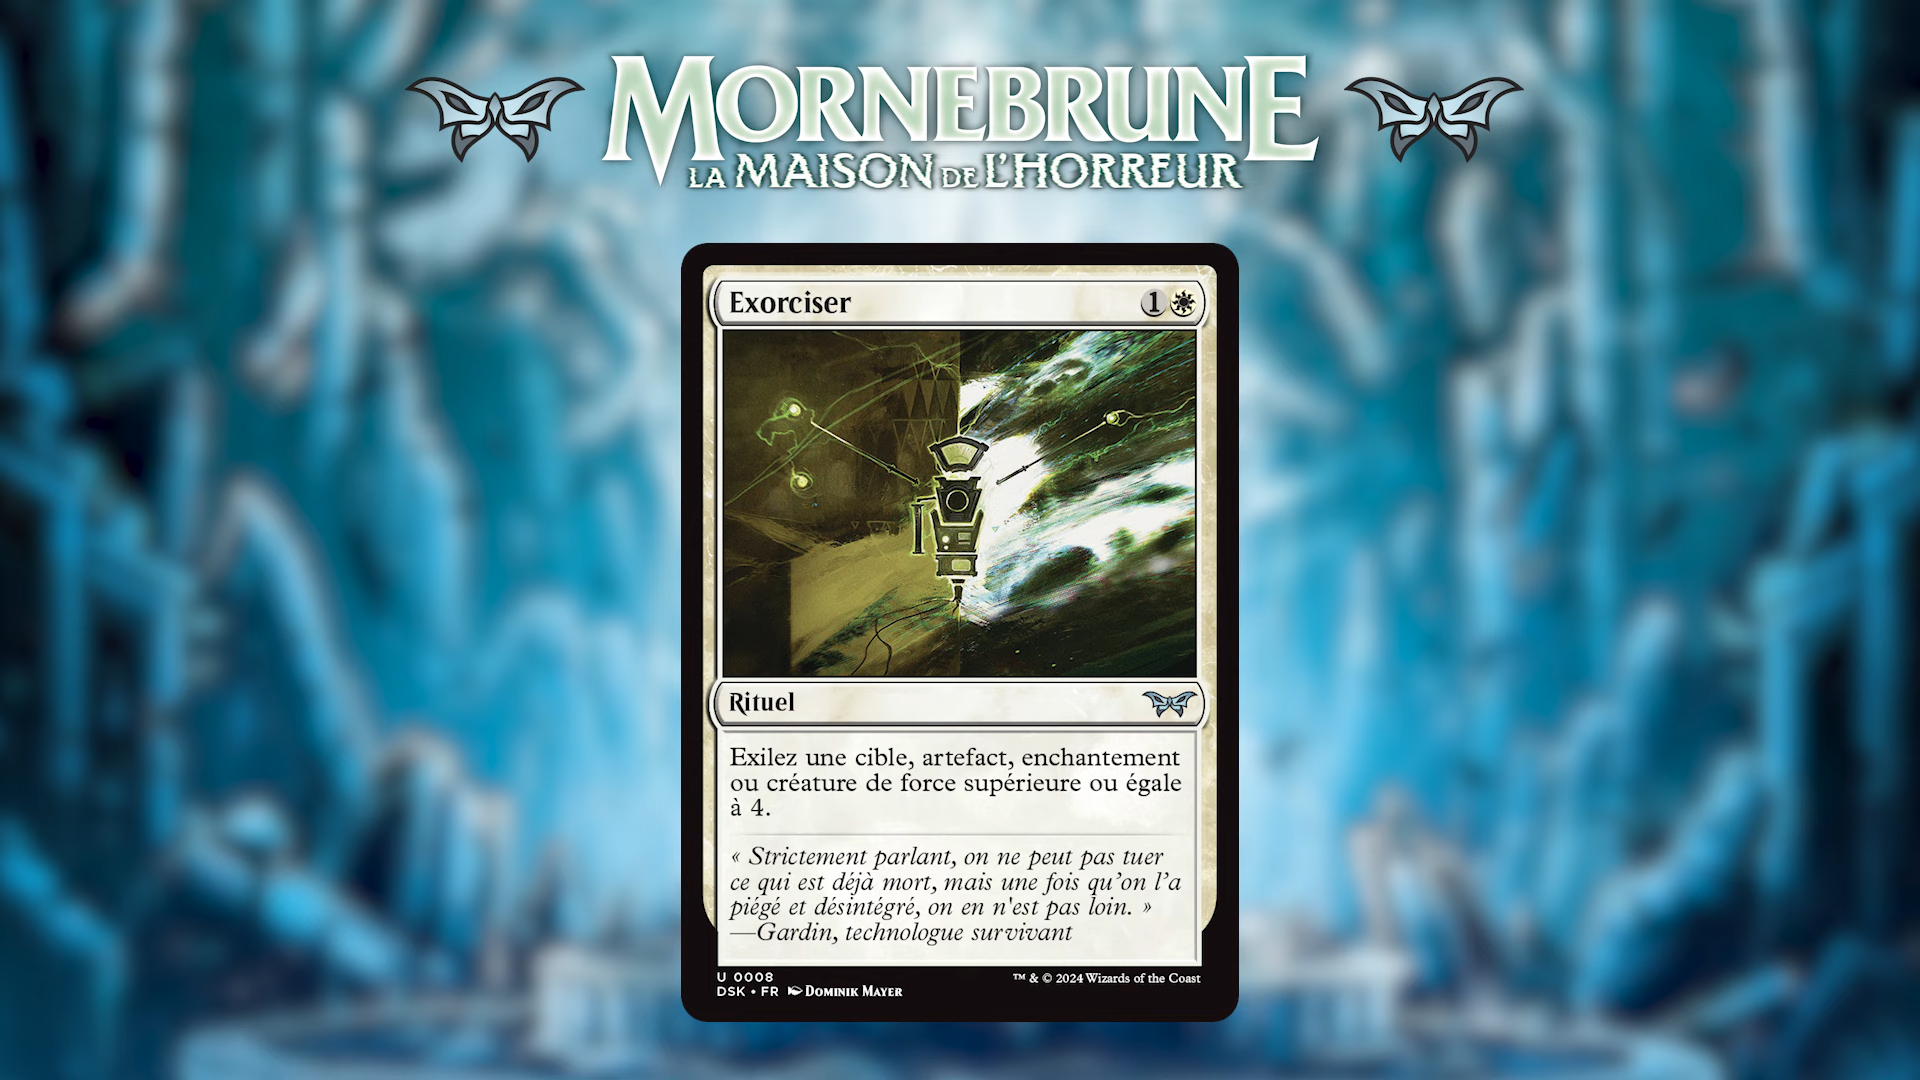 MORNEBRUNE
LA MAISON DE L'HORREUR
Exorciser
1
Rituel
Exilez une cible, artefact, enchantement
ou créature de force supérieure ou égale
à 4.
« Strictement parlant, on ne peut pas tuer
ce qui est déjà mort, mais une fois qu’on l’a
piégé et désintégré, on en n'est pas loin. »
—Gardin, technologue survivant
U 0008
DSK • FR DOMINIK MAYER
™ & © 2024 Wizards of the Coast